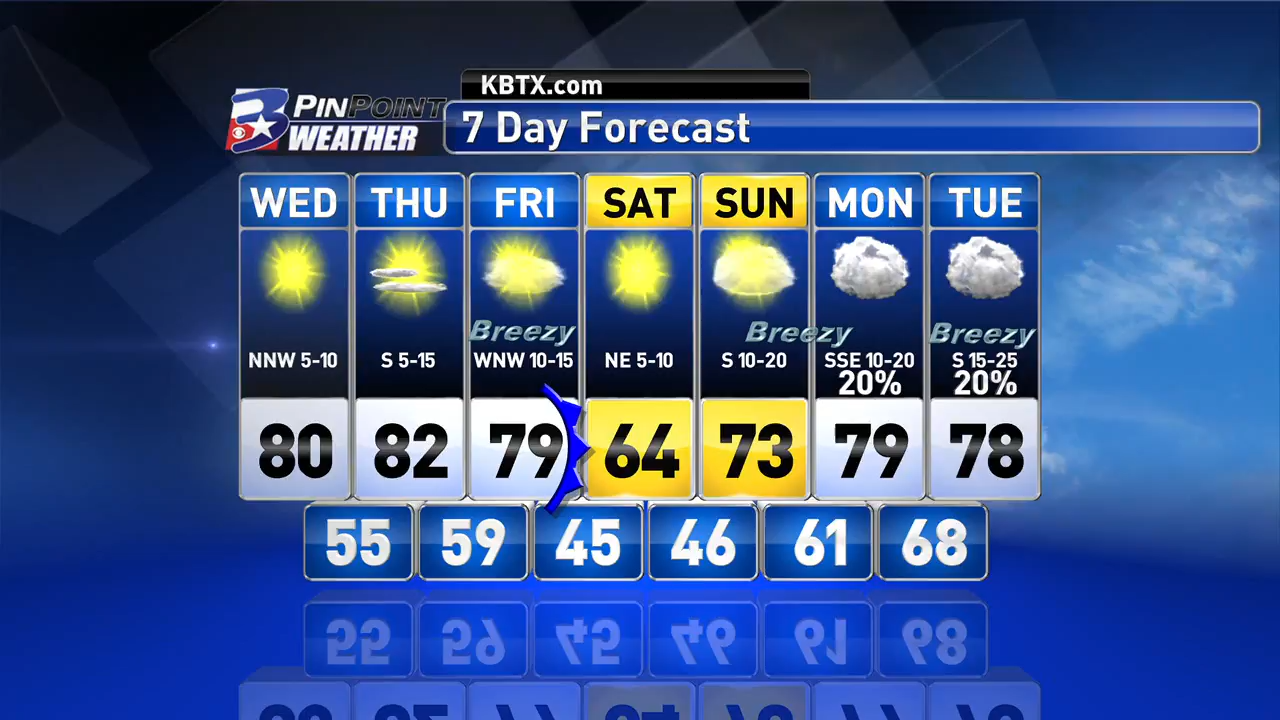 KBTX.com
3 PINPOINT
WEATHER
7 Day Forecast
WED THU FRI SAT SUN MON TUE
Breezy Breezy Breezy
NNW 5-10 S 5-15 WNW 10-15 NE 5-10 S 10-20 SSE 10-20 S 15-25
20% 20%
80 82 79 64 73 79 78
55 59 45 46 61 68